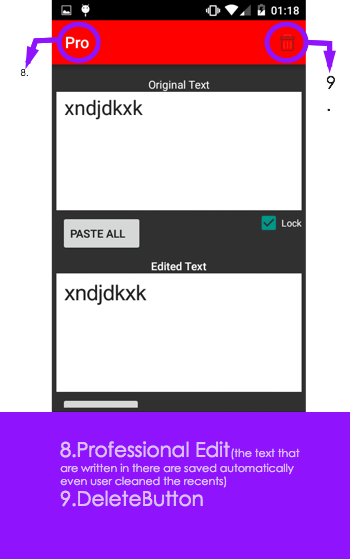 01:18
Pro
8.
9
.
Original Text
xndjdkxk
PASTE ALL
Lock
Edited Text
xndjdkxk
8.Professional Edit(the text that
are written in there are saved automatically
even user cleaned the recents)
9.DeleteButton